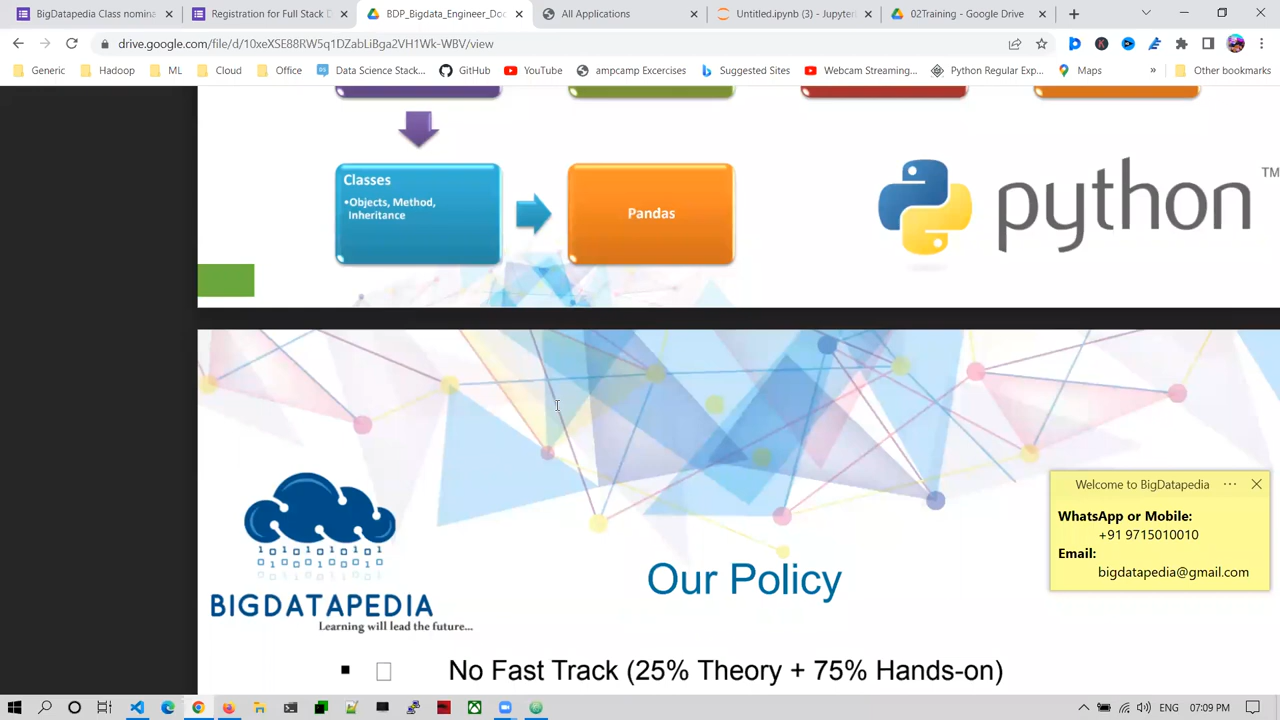 BigDatapedia Class nomina
Registration for Full Stack D
BDP_Bigdata_Engineer_Doc
All Applications
Untitled.ipynb (3) - Jupyter
02Training - Google Drive
drive.google.com/file/d/10xeXSE88RW5q1DZabLiBga2VH1Wk-WPV/view
Generic
Hadoop
ML
Cloud
Office
Data Science Stack...
GitHub
YouTube
ampcamp Excercises
Suggested Sites
Webcam Streaming...
Python Regular Exp...
Maps
»
Other bookmarks
Classes
•Objects, Method,
Inheritance
Pandas
python TM
BIGDATAPEDIA
Learning will lead the future...
Our Policy
No Fast Track (25% Theory + 75% Hands-on)
Welcome to BigDatapedia
WhatsApp or Mobile:
+91 9715010010
Email:
bigdatapedia@gmail.com
ENG
07:09 PM